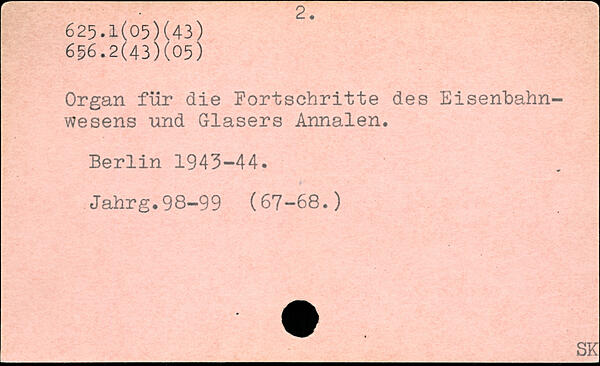 2.
625.1(05)(43)
656.2(43)(05)
Organ für die Fortschritte des Eisenbahn-
wesens und Glasers Annalen.
Berlin 1943-44.
Jahrg.98-99 (67-68.)
SK